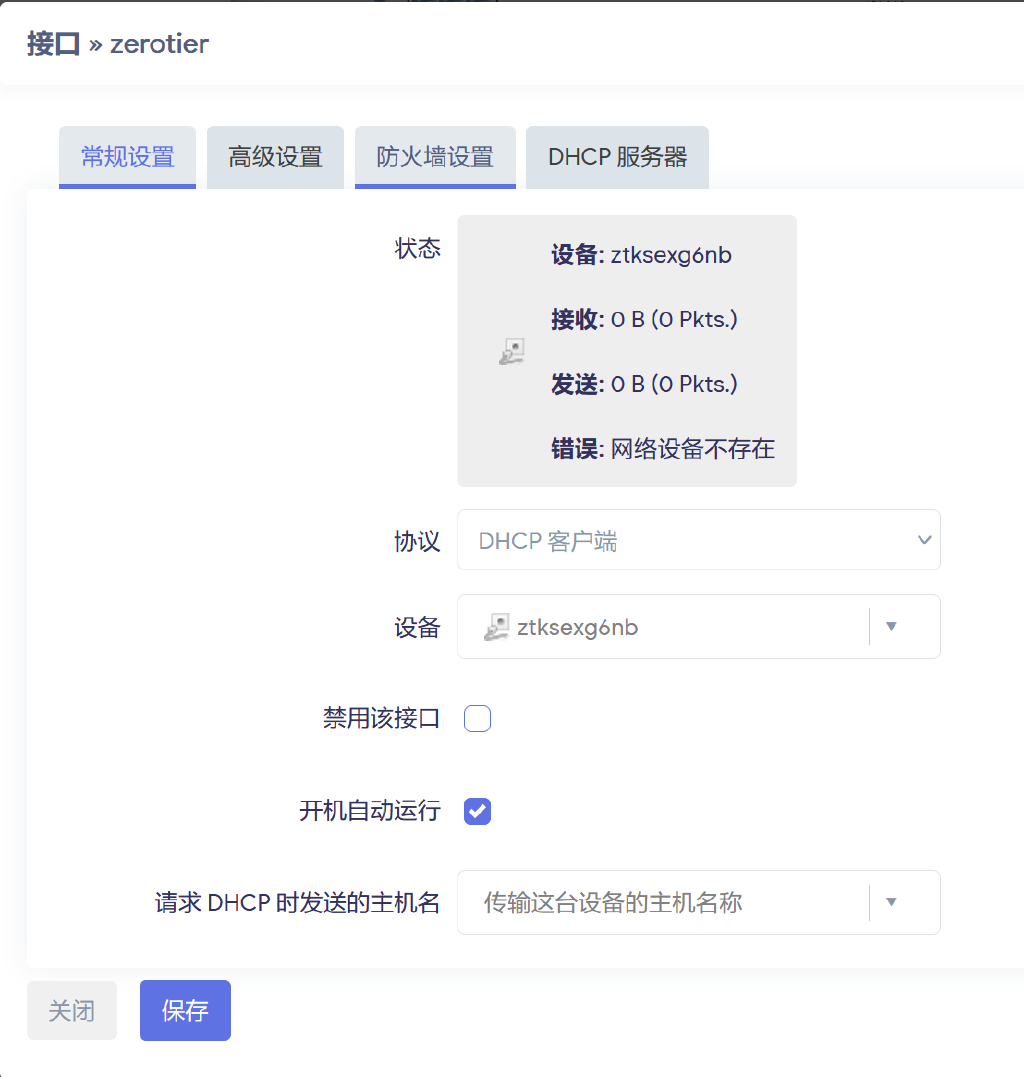 接口 » zerotier
常规设置 高级设置 防火墙设置 DHCP 服务器
状态
设备: ztksexg6nb
接收: 0 B (0 Pkts.)
发送: 0 B (0 Pkts.)
错误: 网络设备不存在
协议 DHCP 客户端
设备 ztksexg6nb
禁用该接口
开机自动运行
请求 DHCP 时发送的主机名 传输这台设备的主机名称
关闭 保存